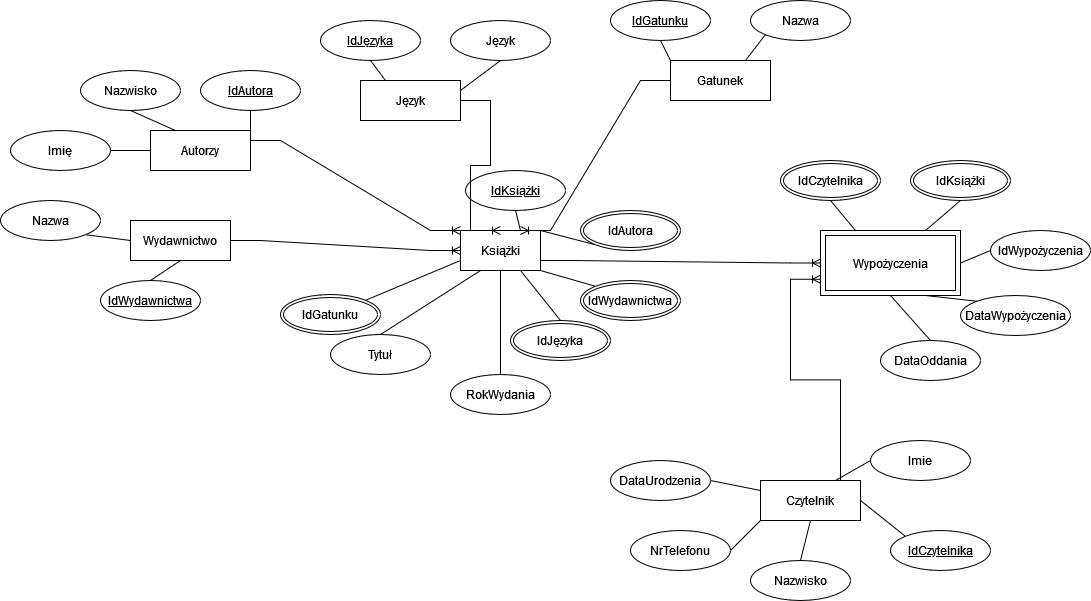 IdGatunku
Nazwa
IdJęzyka
Język
Gatunek
Nazwisko
IdAutora
Język
Imię
Autorzy
IdCzytelnika
IdKsiążki
IdKsiążki
Nazwa
Wydawnictwo
IdAutora
Książki
IdWypożyczenia
Wypożyczenia
IdWydawnictwa
IdWydawnictwa
IdGatunku
DataWypożyczenia
IdJęzyka
Tytuł
DataOddania
RokWydania
Imie
DataUrodzenia
Czytelnik
NrTelefonu
IdCzytelnika
Nazwisko